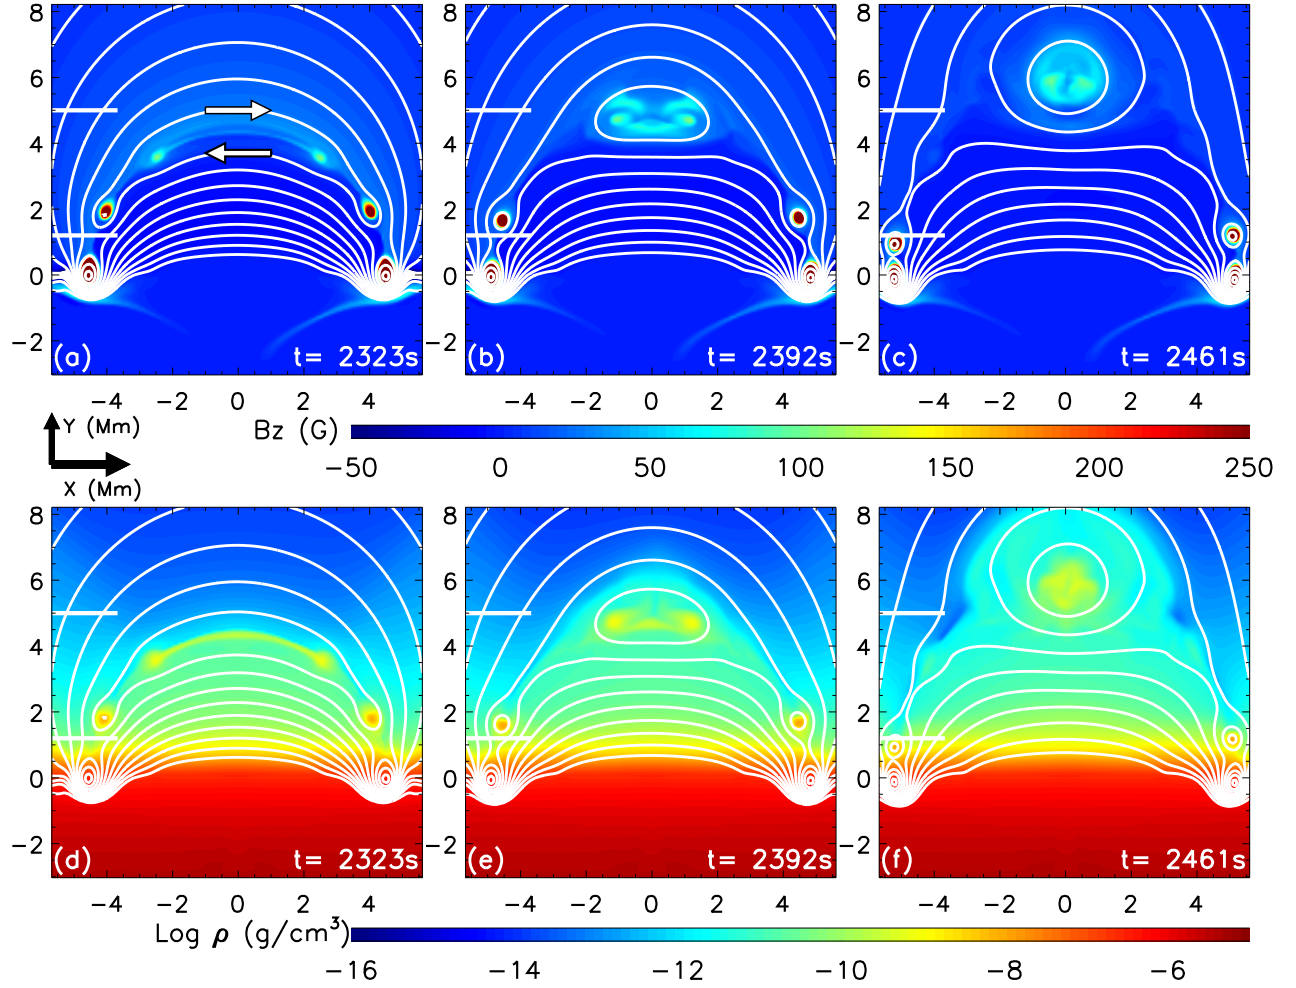 8
6
4
2
0
−2
(a)
t= 2323s
−4 −2 0 2 4
(b)
t= 2392s
−4 −2 0 2 4
8
6
4
2
0
−2
(c)
t= 2461s
−4 −2 0 2 4
8
6
4
2
0
−2
Y (Mm)
X (Mm)
Bz (G)
−50 0 50 100 150 200 250
8
6
4
2
0
−2
(d)
t= 2323s
−4 −2 0 2 4
8
6
4
2
0
−2
(e)
t= 2392s
−4 −2 0 2 4
8
6
4
2
0
−2
(f)
t= 2461s
−4 −2 0 2 4
Log ρ (g/cm³)
−16 −14 −12 −10 −8 −6